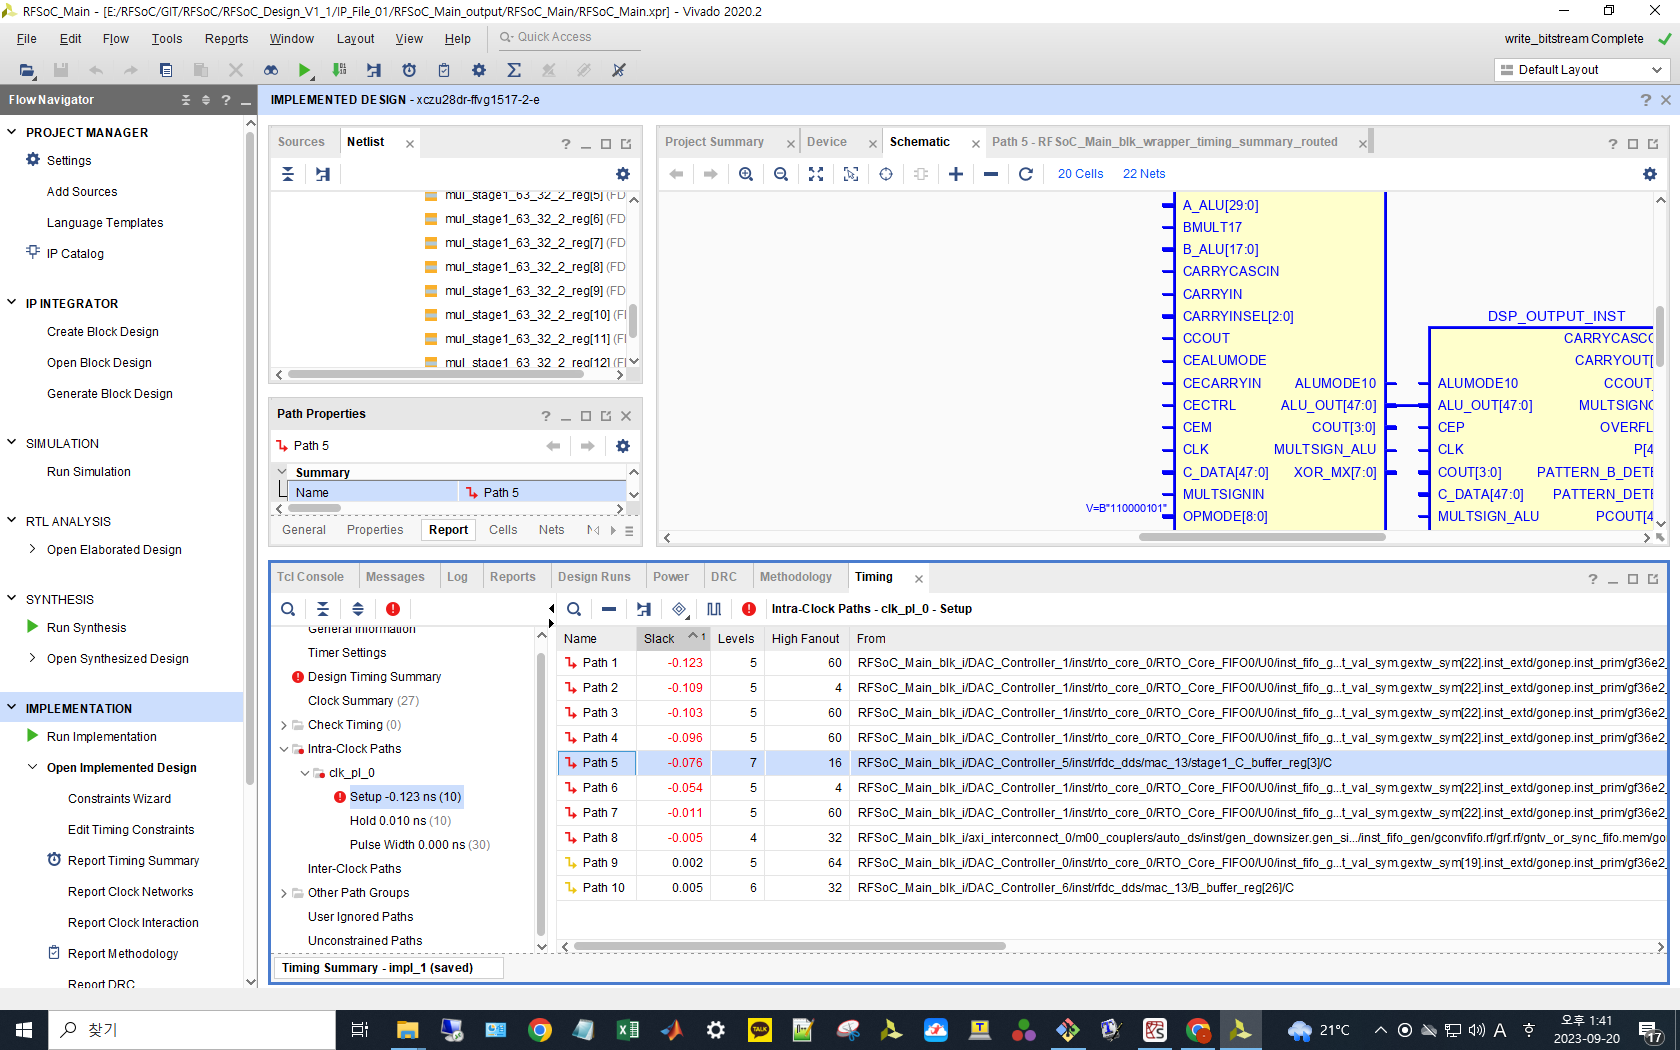 RFSoC_Main - [E:/RFSoC/GIT/RFSoC/RFSoC_Design_V1_1/IP_File_01/RFSoC_Main_output/RFSoC_Main/RFSoC_Main.xpr] - Vivado 2020.2
File Edit Flow Tools Reports Window Layout View Help Quick Access
write_bitstream Complete
Default Layout
Flow Navigator
IMPLEMENTED DESIGN - xczu28dr-ffvg1517-2-e
PROJECT MANAGER
Settings
Add Sources
Language Templates
IP Catalog
IP INTEGRATOR
Create Block Design
Open Block Design
Generate Block Design
SIMULATION
Run Simulation
RTL ANALYSIS
Open Elaborated Design
SYNTHESIS
Run Synthesis
Open Synthesized Design
IMPLEMENTATION
Run Implementation
Open Implemented Design
Constraints Wizard
Edit Timing Constraints
Report Timing Summary
Report Clock Networks
Report Clock Interaction
Report Methodology
Report DRC
Sources Netlist
mul_stage1_63_32_2_reg[5] (FD
mul_stage1_63_32_2_reg[6] (FD
mul_stage1_63_32_2_reg[7] (FD
mul_stage1_63_32_2_reg[8] (FD
mul_stage1_63_32_2_reg[9] (FD
mul_stage1_63_32_2_reg[10] (FI
mul_stage1_63_32_2_reg[11] (FI
mul_stage1_63_32_2_reg[12] (FI
Path Properties
Path 5
Summary
Name Path 5
General Properties Report Cells Nets
Project Summary Device Schematic Path 5 - RFSoC_Main_blk_wrapper_timing_summary_routed
20 Cells 22 Nets
A_ALU[29:0]
BMULT17
B_ALU[17:0]
CARRYCASCIN
CARRYIN
CARRYINSEL[2:0]
CCOUT
CEALUMODE
CECARRYIN ALUMODE10
CECTRL ALU_OUT[47:0]
CEM COUT[3:0]
CLK MULTSIGN_ALU
C_DATA[47:0] XOR_MX[7:0]
MULTSIGNIN
V=B"110000101" OPMODE[8:0]
DSP_OUTPUT_INST
CARRYCASCC
CARRYOUT[
ALUMODE10 CCOUT_
ALU_OUT[47:0] MULTSIGNC
CEP OVERFL
CLK P[4
COUT[3:0] PATTERN_B_DETE
C_DATA[47:0] PATTERN_DETE
MULTSIGN_ALU PCOUT[4
Tcl Console Messages Log Reports Design Runs Power DRC Methodology Timing
General Information
Timer Settings
Design Timing Summary
Clock Summary (27)
Check Timing (0)
Intra-Clock Paths
clk_pl_0
Setup -0.123 ns (10)
Hold 0.010 ns (10)
Pulse Width 0.000 ns (30)
Inter-Clock Paths
Other Path Groups
User Ignored Paths
Unconstrained Paths
Timing Summary - impl_1 (saved)
Intra-Clock Paths - clk_pl_0 - Setup
Name Slack 1 Levels High Fanout From
Path 1 -0.123 5 60 RFSoC_Main_blk_i/DAC_Controller_1/inst/rto_core_0/RTO_Core_FIFO0/U0/inst_fifo_g...t_val_sym.gextw_sym[22].inst_extd/gonep.inst_prim/gf36e2_
Path 2 -0.109 5 4 RFSoC_Main_blk_i/DAC_Controller_1/inst/rto_core_0/RTO_Core_FIFO0/U0/inst_fifo_g...t_val_sym.gextw_sym[22].inst_extd/gonep.inst_prim/gf36e2_
Path 3 -0.103 5 60 RFSoC_Main_blk_i/DAC_Controller_1/inst/rto_core_0/RTO_Core_FIFO0/U0/inst_fifo_g...t_val_sym.gextw_sym[22].inst_extd/gonep.inst_prim/gf36e2_
Path 4 -0.096 5 60 RFSoC_Main_blk_i/DAC_Controller_1/inst/rto_core_0/RTO_Core_FIFO0/U0/inst_fifo_g...t_val_sym.gextw_sym[22].inst_extd/gonep.inst_prim/gf36e2_
Path 5 -0.076 7 16 RFSoC_Main_blk_i/DAC_Controller_5/inst/rfdc_dds/mac_13/stage1_C_buffer_reg[3]/C
Path 6 -0.054 5 4 RFSoC_Main_blk_i/DAC_Controller_1/inst/rto_core_0/RTO_Core_FIFO0/U0/inst_fifo_g...t_val_sym.gextw_sym[22].inst_extd/gonep.inst_prim/gf36e2_
Path 7 -0.011 5 60 RFSoC_Main_blk_i/DAC_Controller_1/inst/rto_core_0/RTO_Core_FIFO0/U0/inst_fifo_g...t_val_sym.gextw_sym[22].inst_extd/gonep.inst_prim/gf36e2_
Path 8 -0.005 4 32 RFSoC_Main_blk_i/axi_interconnect_0/m00_couplers/auto_ds/inst/gen_downsizer.gen_si.../inst_fifo_gen/gconvfifo.rf/grf.rf/gntv_or_sync_fifo.mem/go
Path 9 0.002 5 64 RFSoC_Main_blk_i/DAC_Controller_0/inst/rto_core_0/RTO_Core_FIFO0/U0/inst_fifo_g...t_val_sym.gextw_sym[19].inst_extd/gonep.inst_prim/gf36e2_
Path 10 0.005 6 32 RFSoC_Main_blk_i/DAC_Controller_6/inst/rfdc_dds/mac_13/B_buffer_reg[26]/C
찾기
21°C
A
오후 1:41
2023-09-20
17